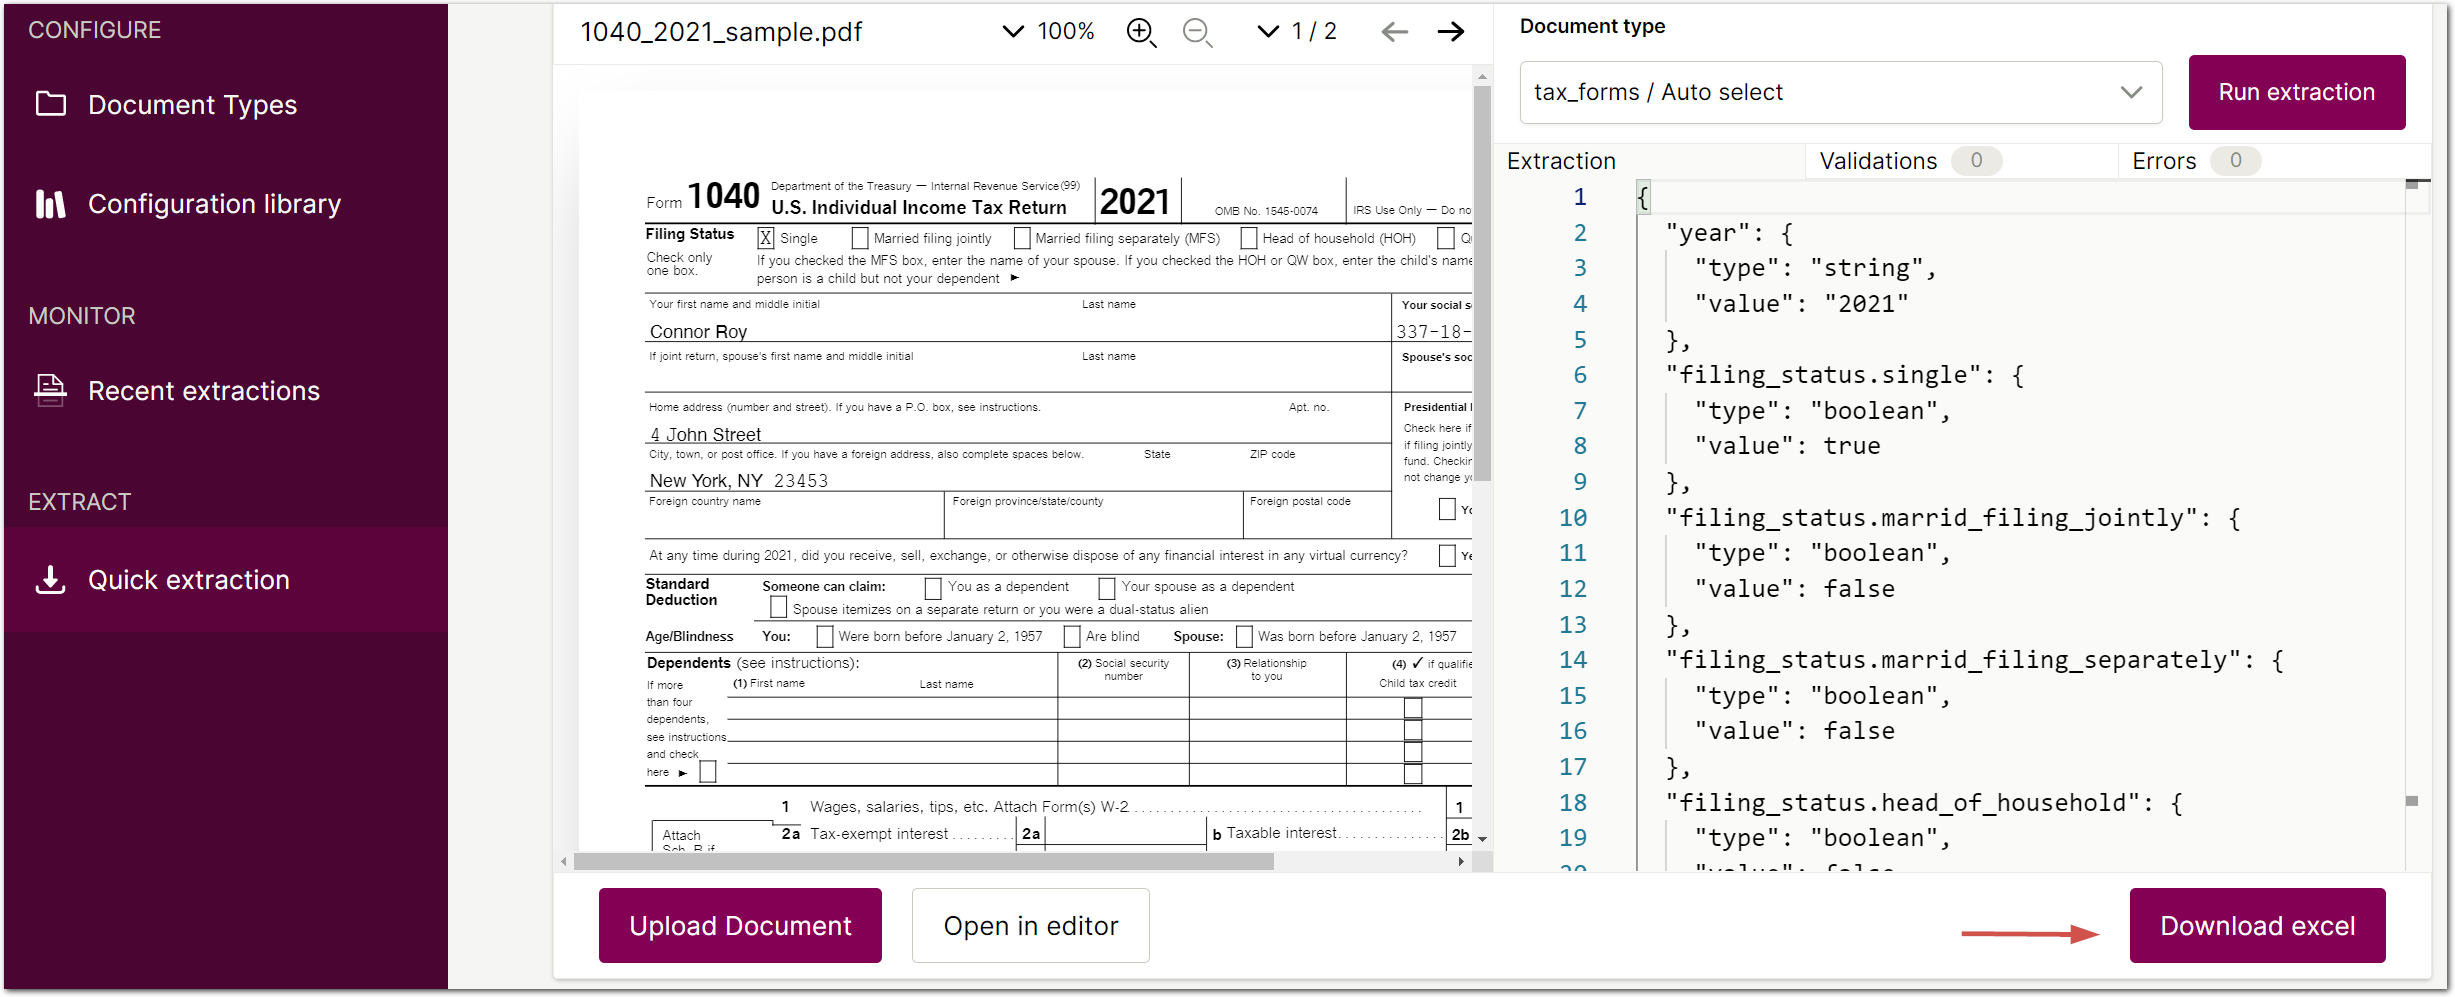 CONFIGURE
Document Types
Configuration library
MONITOR
Recent extractions
EXTRACT
Quick extraction
1040_2021_sample.pdf
100%
1 / 2
Form 1040 Department of the Treasury — Internal Revenue Service (99)
U.S. Individual Income Tax Return
2021
OMB No. 1545-0074
IRS Use Only — Do no
Filing Status
X Single
Married filing jointly
Married filing separately (MFS)
Head of household (HOH)
Q
Check only
one box.
If you checked the MFS box, enter the name of your spouse. If you checked the HOH or QW box, enter the child's name
person is a child but not your dependent ►
Your first name and middle initial
Last name
Your social s
Connor Roy
337-18-
If joint return, spouse's first name and middle initial
Last name
Spouse's soc
Home address (number and street). If you have a P.O. box, see instructions.
Apt. no.
4 John Street
Presidential
Check here if
if filing jointly
fund. Checkin
not change yo
City, town, or post office. If you have a foreign address, also complete spaces below.
State
ZIP code
New York, NY 23453
Foreign country name
Foreign province/state/county
Foreign postal code
Yo
At any time during 2021, did you receive, sell, exchange, or otherwise dispose of any financial interest in any virtual currency?
Ye
Standard
Deduction
Someone can claim:
You as a dependent
Your spouse as a dependent
Spouse itemizes on a separate return or you were a dual-status alien
Age/Blindness
You:
Were born before January 2, 1957
Are blind
Spouse:
Was born before January 2, 1957
Dependents (see instructions):
(2) Social security
number
(3) Relationship
to you
(4) ✓ if qualifie
Child tax credit
(1) First name
Last name
If more
than four
dependents,
see instructions
and check
here ►
1 Wages, salaries, tips, etc. Attach Form(s) W-2
1
Attach
Sch. B if
2a Tax-exempt interest
2a
b Taxable interest
2b
Upload Document
Open in editor
Document type
tax_forms / Auto select
Run extraction
Extraction
Validations 0
Errors 0
1 {
2 "year": {
3 "type": "string",
4 "value": "2021"
5 },
6 "filing_status.single": {
7 "type": "boolean",
8 "value": true
9 },
10 "filing_status.marrid_filing_jointly": {
11 "type": "boolean",
12 "value": false
13 },
14 "filing_status.marrid_filing_separately": {
15 "type": "boolean",
16 "value": false
17 },
18 "filing_status.head_of_household": {
19 "type": "boolean",
20 "value": false
Download excel